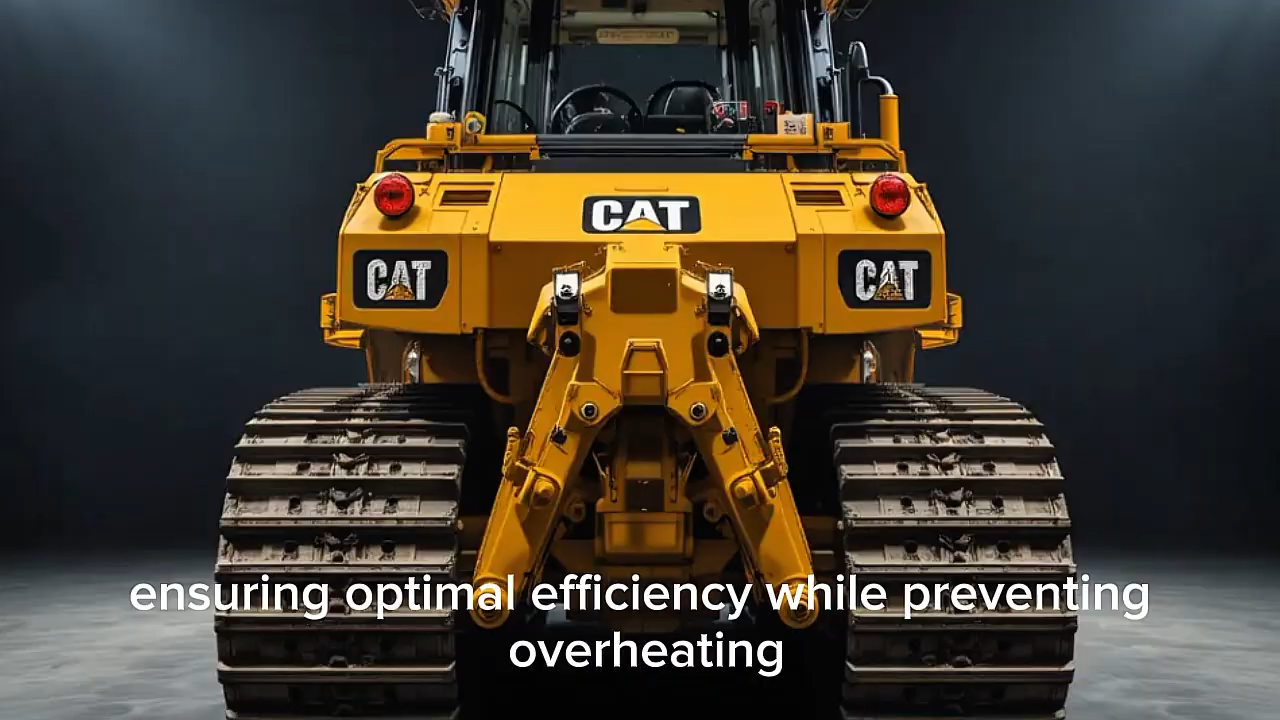 CAT
CAT
CAT
ensuring optimal efficiency while preventing
overheating